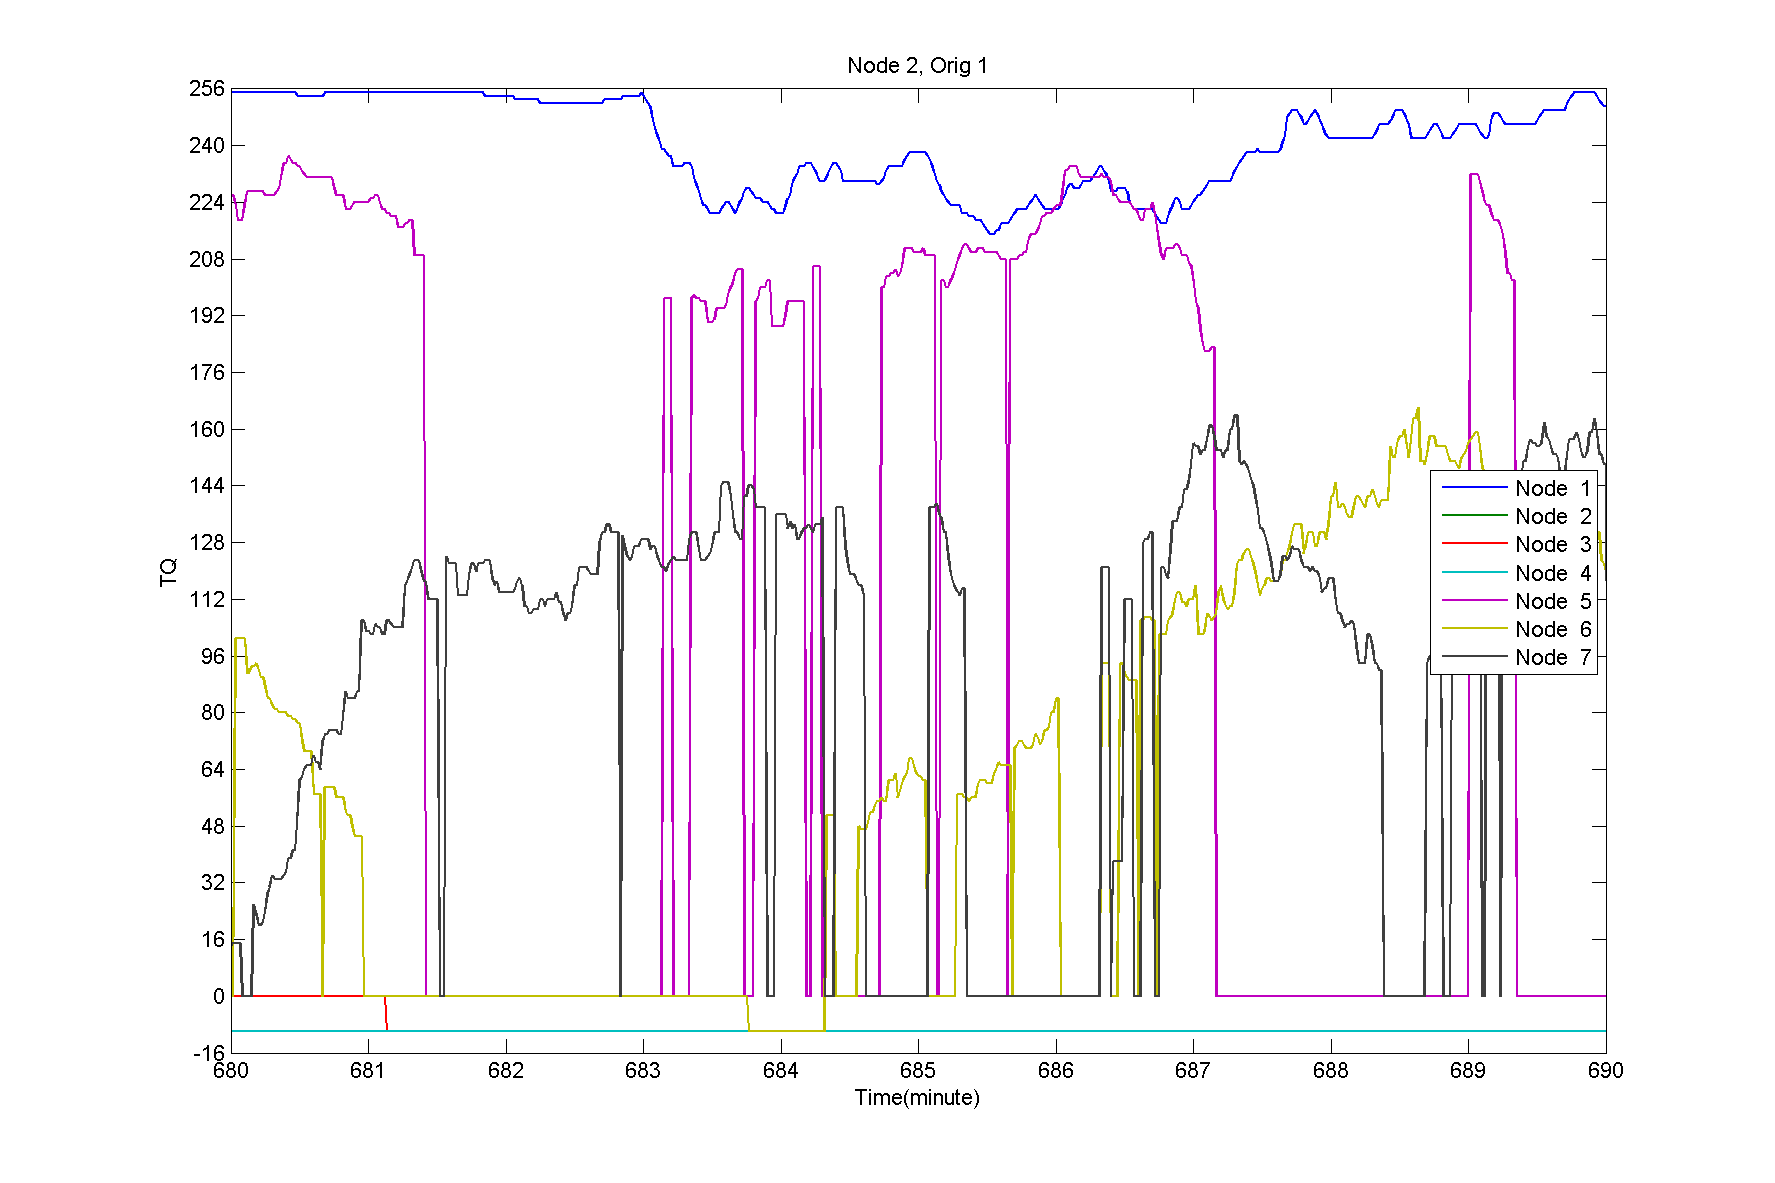 Node 2, Orig 1
256
240
224
208
192
176
160
144
128
112
96
80
64
48
32
16
0
-16
TQ
Node 1
Node 2
Node 3
Node 4
Node 5
Node 6
Node 7
680 681 682 683 684 685 686 687 688 689 690
Time(minute)